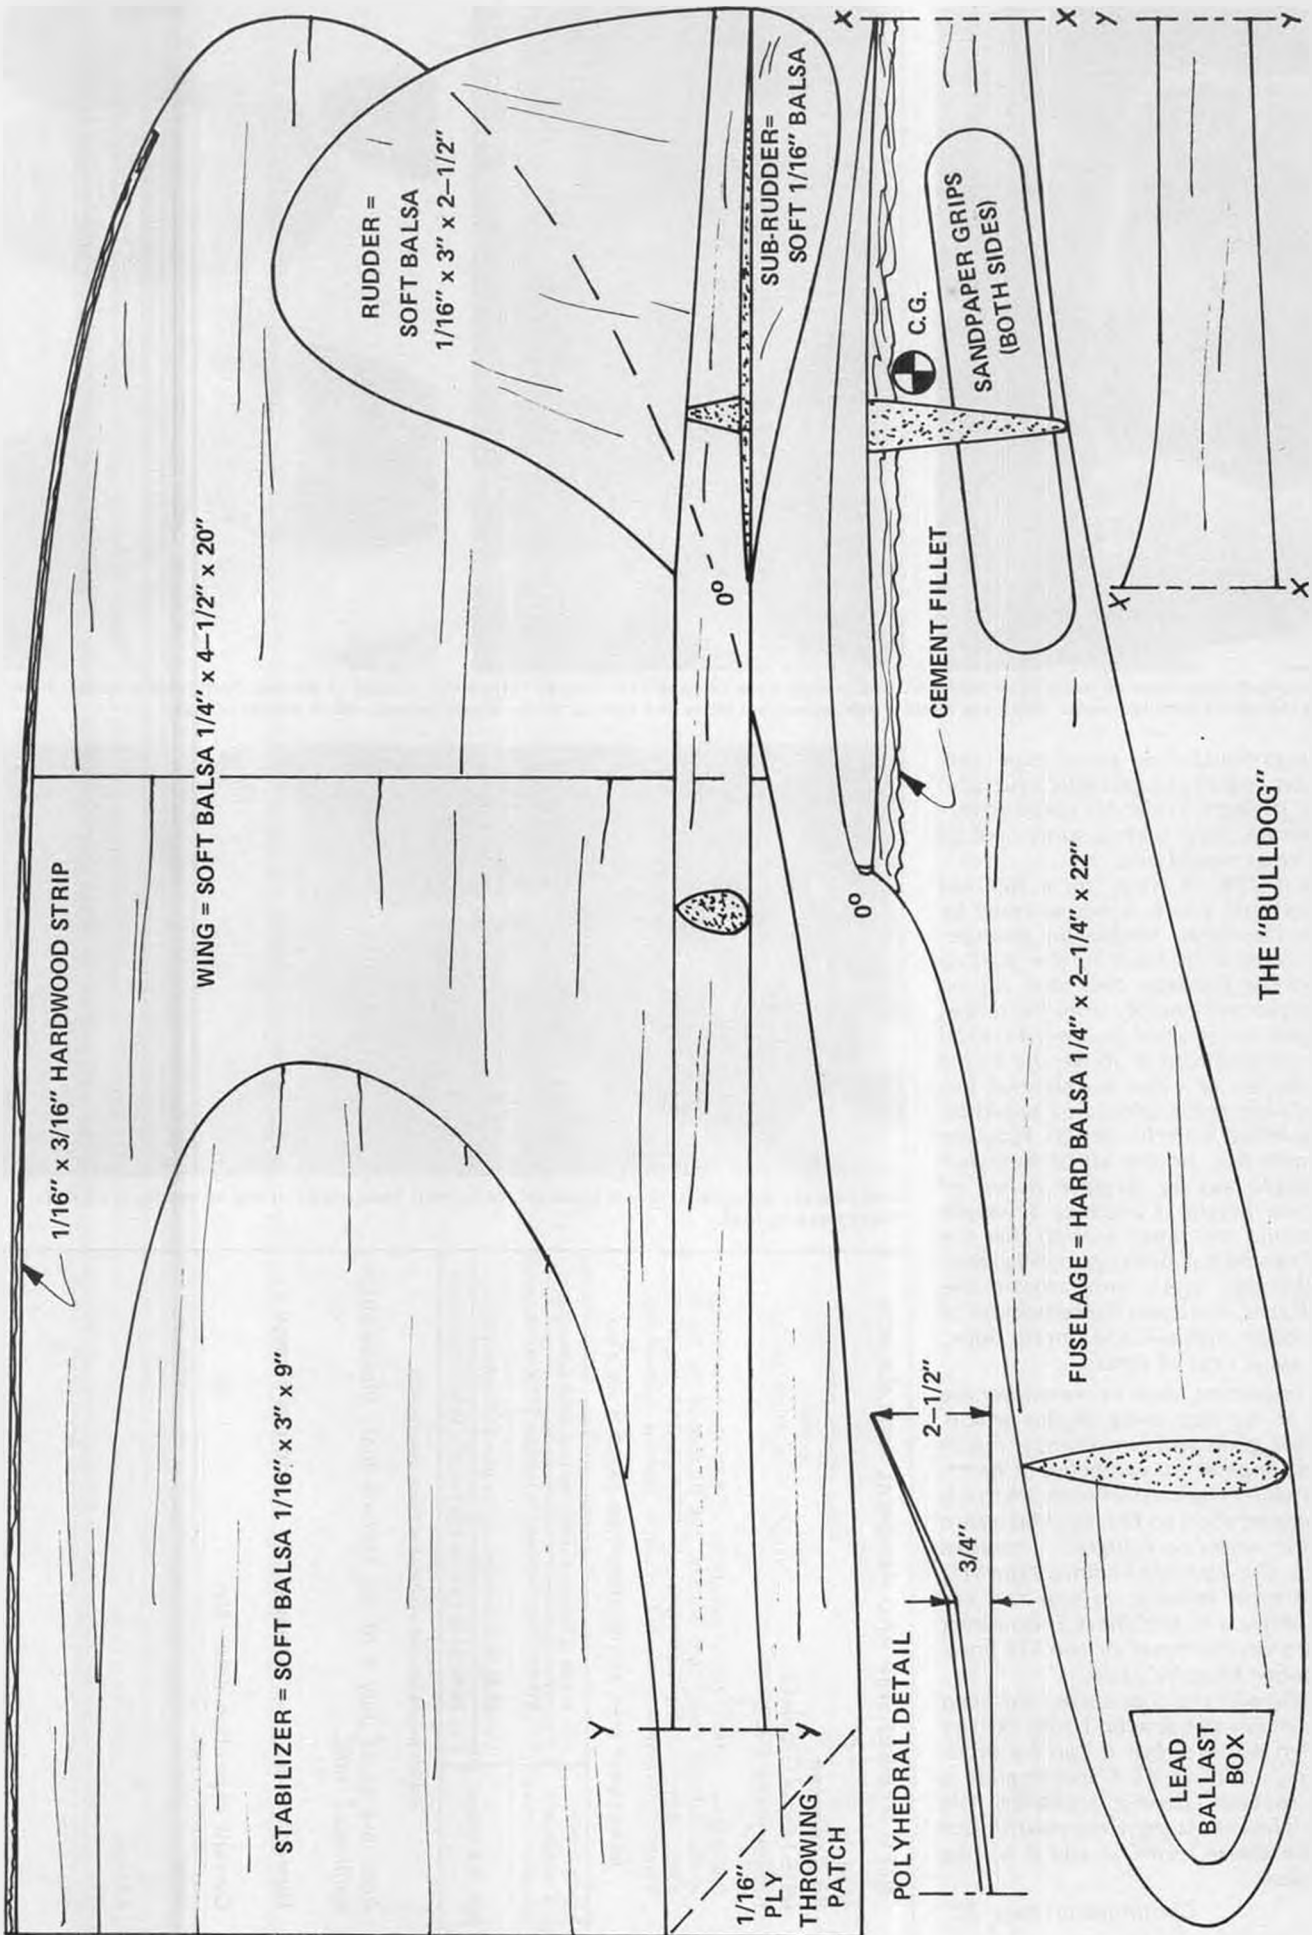 1/16" x 3/16" HARDWOOD STRIP
WING = SOFT BALSA 1/4" x 4–1/2" x 20"
STABILIZER = SOFT BALSA 1/16" x 3" x 9"
RUDDER =
SOFT BALSA
1/16" x 3" x 2–1/2"
0°
SUB-RUDDER=
SOFT 1/16" BALSA
Y
Y
1/16"
PLY
THROWING
PATCH
X
X
0°
C.G.
SANDPAPER GRIPS
(BOTH SIDES)
CEMENT FILLET
FUSELAGE = HARD BALSA 1/4" x 2–1/4" x 22"
POLYHEDRAL DETAIL
3/4"
2–1/2"
LEAD
BALLAST
BOX
X
X
Y
Y
THE "BULLDOG"